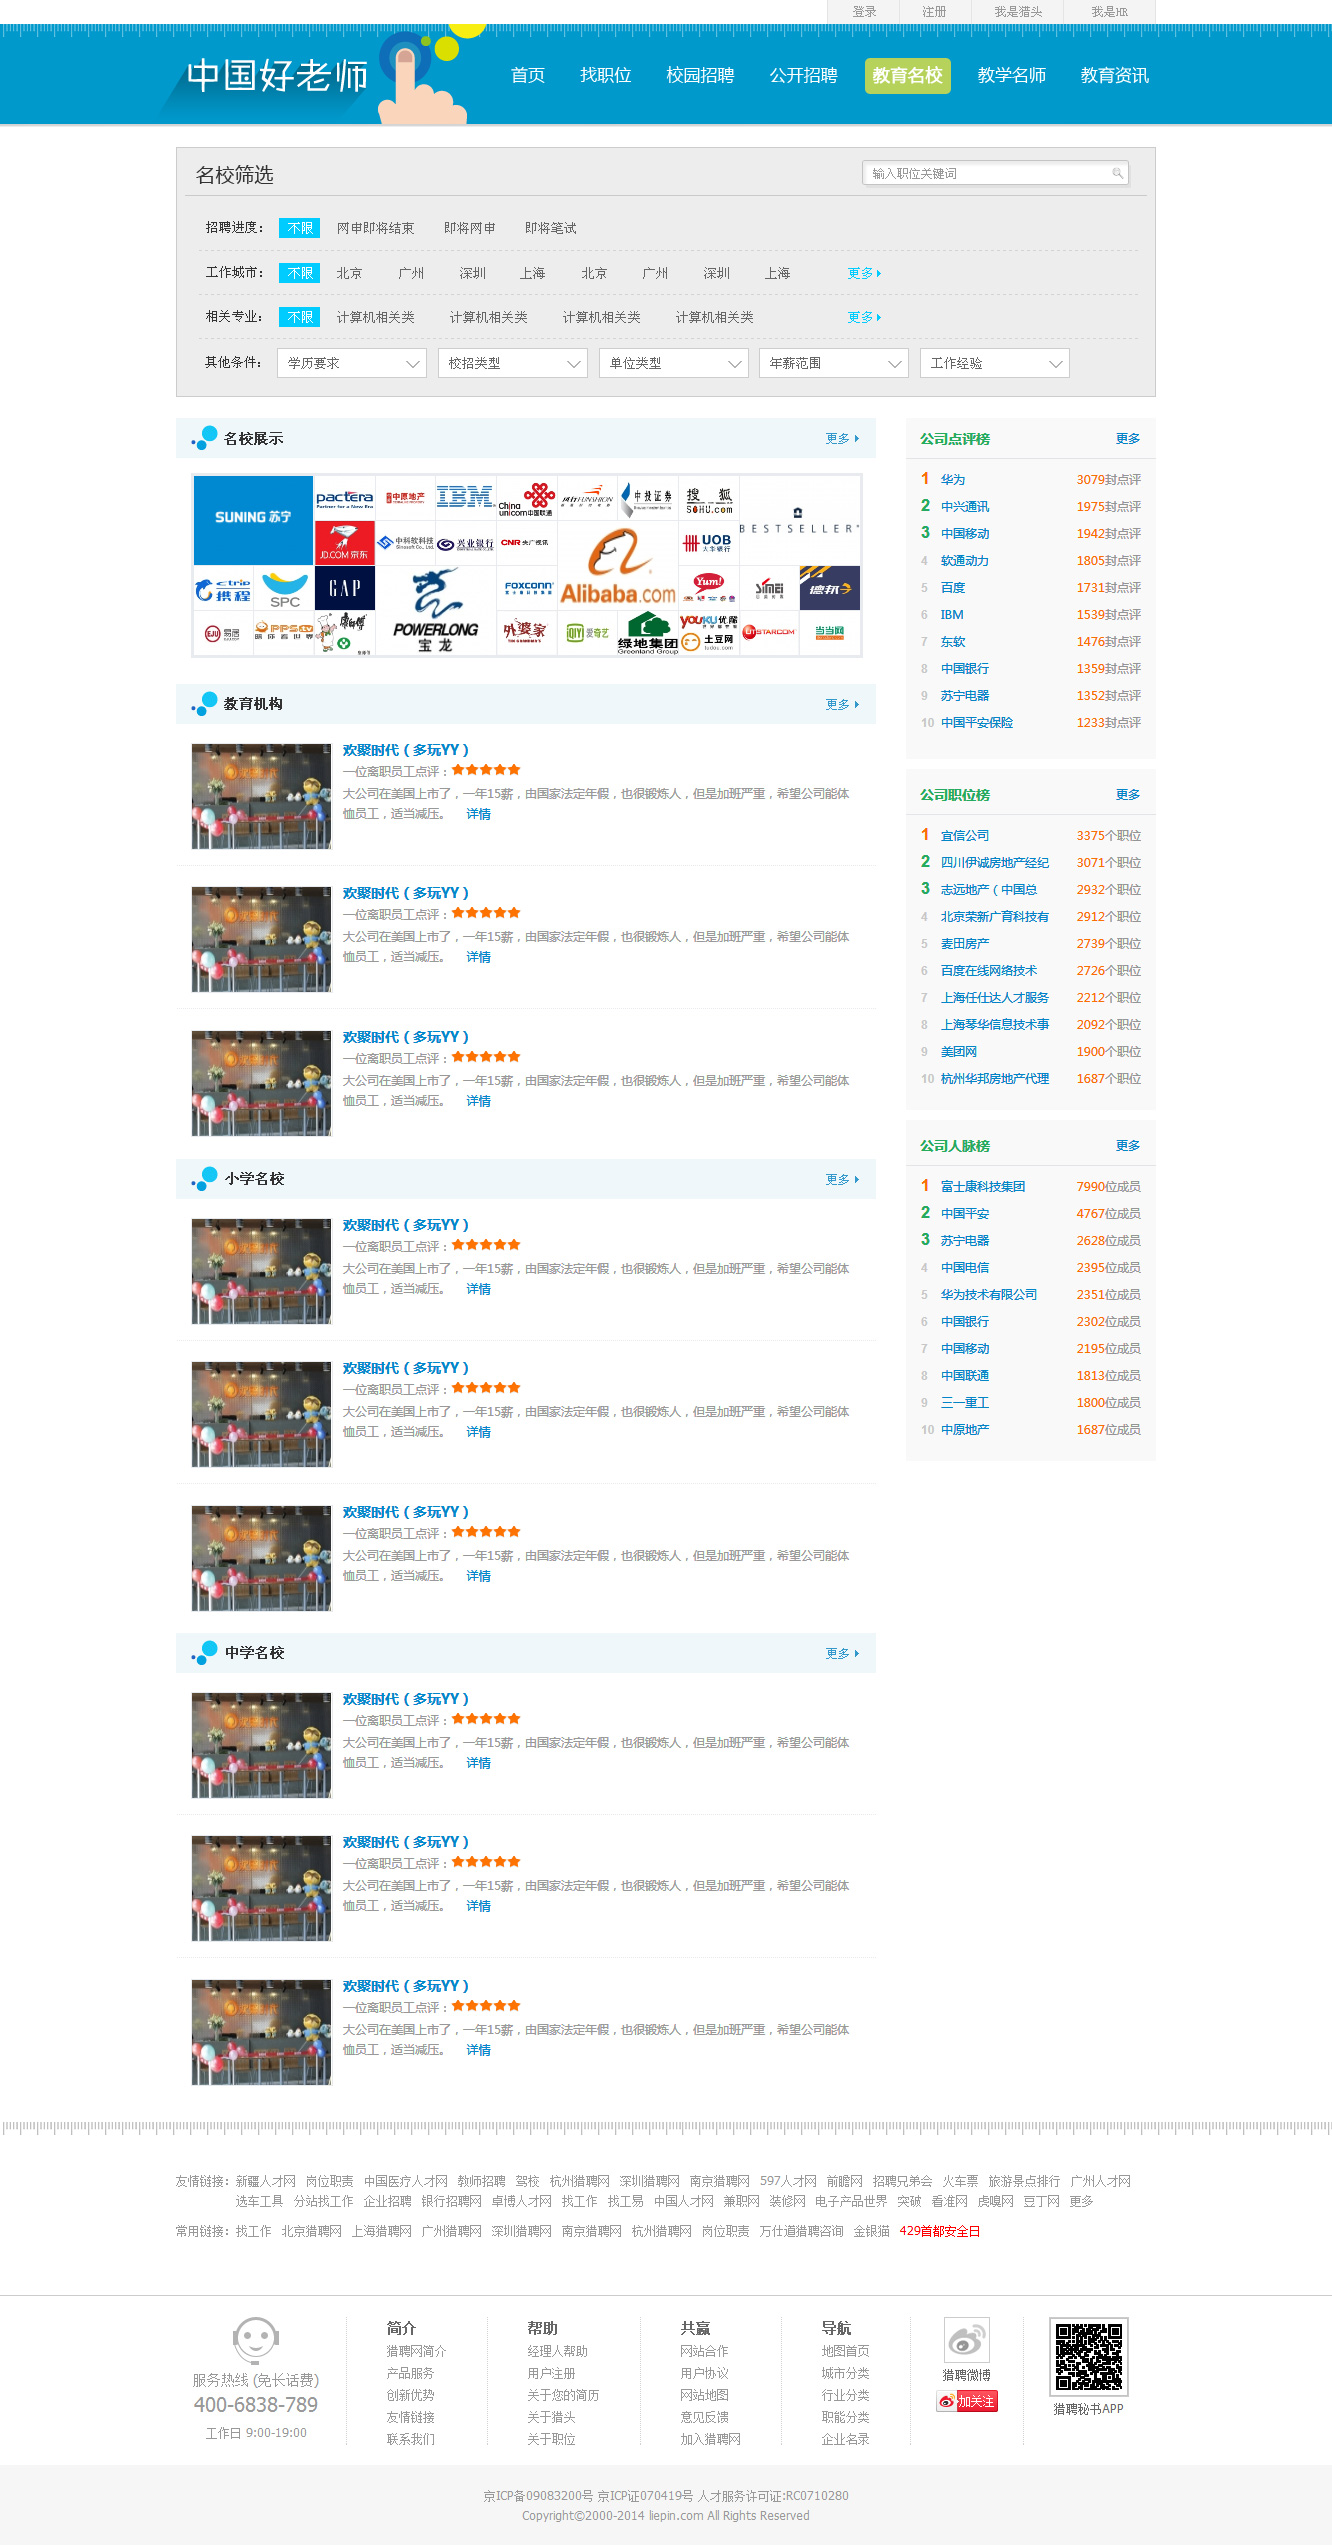 登录 注册 我是猎头 我是HR
中国好老师 首页 找职位 校园招聘 公开招聘 教育名校 教学名师 教育资讯
名校筛选 输入职位关键词
招聘进度： 不限 网申即将结束 即将网申 即将笔试
工作城市： 不限 北京 广州 深圳 上海 北京 广州 深圳 上海 更多
相关专业： 不限 计算机相关类 计算机相关类 计算机相关类 计算机相关类 更多
其他条件： 学历要求 校招类型 单位类型 年薪范围 工作经验
名校展示 更多
SUNING 苏宁 pactera Partner for a New Era 中原地产 IBM China unicom中国联通 中投证券 搜狐 SOHU.com BESTSELLER
JD.COM 京东 中科软科技 Sinosoft Co.,Ltd. 兴业银行 CNR 央广视讯 Alibaba.com UOB 大华银行
ctrip 携程 SPC GAP POWERLONG 宝龙 FOXCONN Yum! SIMEI 德邦
EJU 易居 PPS 康师傅 外婆家 爱奇艺 绿地集团 Greenland Group YOUKU 优酷 土豆网 UTSTARCOM 当当网
教育机构 更多
欢聚时代（多玩YY）
一位离职员工点评：
大公司在美国上市了，一年15薪，由国家法定年假，也很锻炼人，但是加班严重，希望公司能体
恤员工，适当减压。 详情
欢聚时代（多玩YY）
一位离职员工点评：
大公司在美国上市了，一年15薪，由国家法定年假，也很锻炼人，但是加班严重，希望公司能体
恤员工，适当减压。 详情
欢聚时代（多玩YY）
一位离职员工点评：
大公司在美国上市了，一年15薪，由国家法定年假，也很锻炼人，但是加班严重，希望公司能体
恤员工，适当减压。 详情
小学名校 更多
欢聚时代（多玩YY）
一位离职员工点评：
大公司在美国上市了，一年15薪，由国家法定年假，也很锻炼人，但是加班严重，希望公司能体
恤员工，适当减压。 详情
欢聚时代（多玩YY）
一位离职员工点评：
大公司在美国上市了，一年15薪，由国家法定年假，也很锻炼人，但是加班严重，希望公司能体
恤员工，适当减压。 详情
欢聚时代（多玩YY）
一位离职员工点评：
大公司在美国上市了，一年15薪，由国家法定年假，也很锻炼人，但是加班严重，希望公司能体
恤员工，适当减压。 详情
中学名校 更多
欢聚时代（多玩YY）
一位离职员工点评：
大公司在美国上市了，一年15薪，由国家法定年假，也很锻炼人，但是加班严重，希望公司能体
恤员工，适当减压。 详情
欢聚时代（多玩YY）
一位离职员工点评：
大公司在美国上市了，一年15薪，由国家法定年假，也很锻炼人，但是加班严重，希望公司能体
恤员工，适当减压。 详情
欢聚时代（多玩YY）
一位离职员工点评：
大公司在美国上市了，一年15薪，由国家法定年假，也很锻炼人，但是加班严重，希望公司能体
恤员工，适当减压。 详情
公司点评榜 更多
1 华为 3079封点评
2 中兴通讯 1975封点评
3 中国移动 1942封点评
4 软通动力 1805封点评
5 百度 1731封点评
6 IBM 1539封点评
7 东软 1476封点评
8 中国银行 1359封点评
9 苏宁电器 1352封点评
10 中国平安保险 1233封点评
公司职位榜 更多
1 宜信公司 3375个职位
2 四川伊诚房地产经纪 3071个职位
3 志远地产（中国总 2932个职位
4 北京荣新广育科技有 2912个职位
5 麦田房产 2739个职位
6 百度在线网络技术 2726个职位
7 上海任仕达人才服务 2212个职位
8 上海琴华信息技术事 2092个职位
9 美团网 1900个职位
10 杭州华邦房地产代理 1687个职位
公司人脉榜 更多
1 富士康科技集团 7990位成员
2 中国平安 4767位成员
3 苏宁电器 2628位成员
4 中国电信 2395位成员
5 华为技术有限公司 2351位成员
6 中国银行 2302位成员
7 中国移动 2195位成员
8 中国联通 1813位成员
9 三一重工 1800位成员
10 中原地产 1687位成员
友情链接：新疆人才网 岗位职责 中国医疗人才网 教师招聘 驾校 杭州猎聘网 深圳猎聘网 南京猎聘网 597人才网 前瞻网 招聘兄弟会 火车票 旅游景点排行 广州人才网
选车工具 分站找工作 企业招聘 银行招聘网 卓博人才网 找工作 找工易 中国人才网 兼职网 装修网 电子产品世界 突破 看准网 虎嗅网 豆丁网 更多
常用链接：找工作 北京猎聘网 上海猎聘网 广州猎聘网 深圳猎聘网 南京猎聘网 杭州猎聘网 岗位职责 万仕道猎聘咨询 金银猫 429首都安全日
服务热线 (免长话费)
400-6838-789
工作日 9:00-19:00
简介
猎聘网简介
产品服务
创新优势
友情链接
联系我们
帮助
经理人帮助
用户注册
关于您的简历
关于猎头
关于职位
共赢
网站合作
用户协议
网站地图
意见反馈
加入猎聘网
导航
地图首页
城市分类
行业分类
职能分类
企业名录
猎聘微博
加关注
猎聘秘书APP
京ICP备09083200号 京ICP证070419号 人才服务许可证:RC0710280
Copyright©2000-2014 liepin.com All Rights Reserved